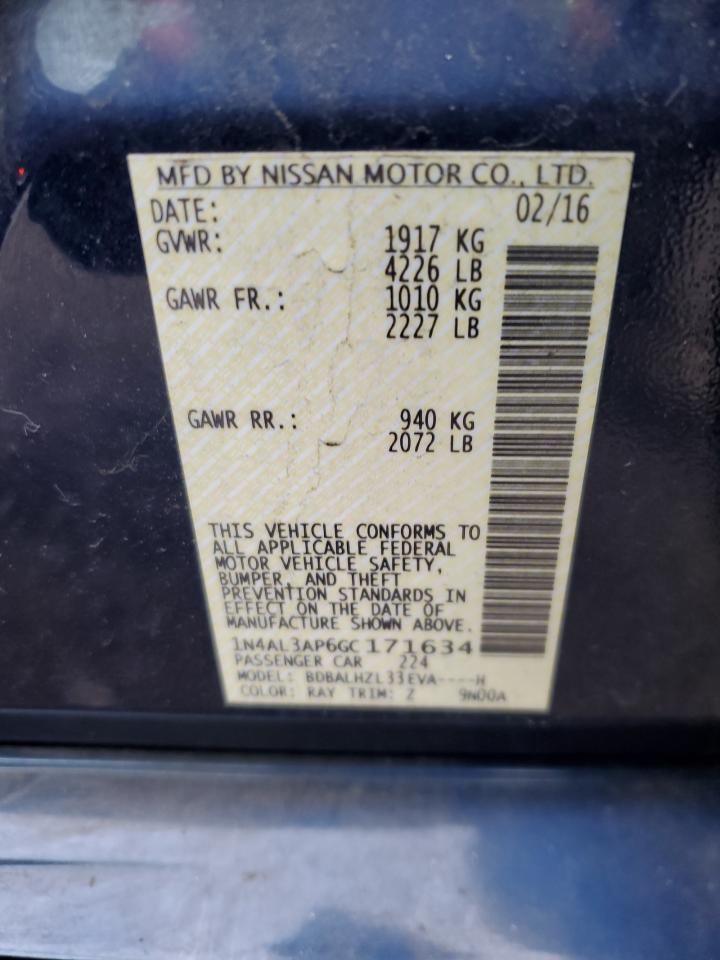 MFD BY NISSAN MOTOR CO., LTD.
DATE: 02/16
GVWR: 1917 KG
4226 LB
GAWR FR.: 1010 KG
2227 LB
GAWR RR.: 940 KG
2072 LB
THIS VEHICLE CONFORMS TO
ALL APPLICABLE FEDERAL
MOTOR VEHICLE SAFETY,
BUMPER, AND THEFT
PREVENTION STANDARDS IN
EFFECT ON THE DATE OF
MANUFACTURE SHOWN ABOVE.
1N4AL3AP6GC171634
PASSENGER CAR 224
MODEL: BDBALHZL33EVA----H
COLOR: RAY TRIM: Z 9N00A